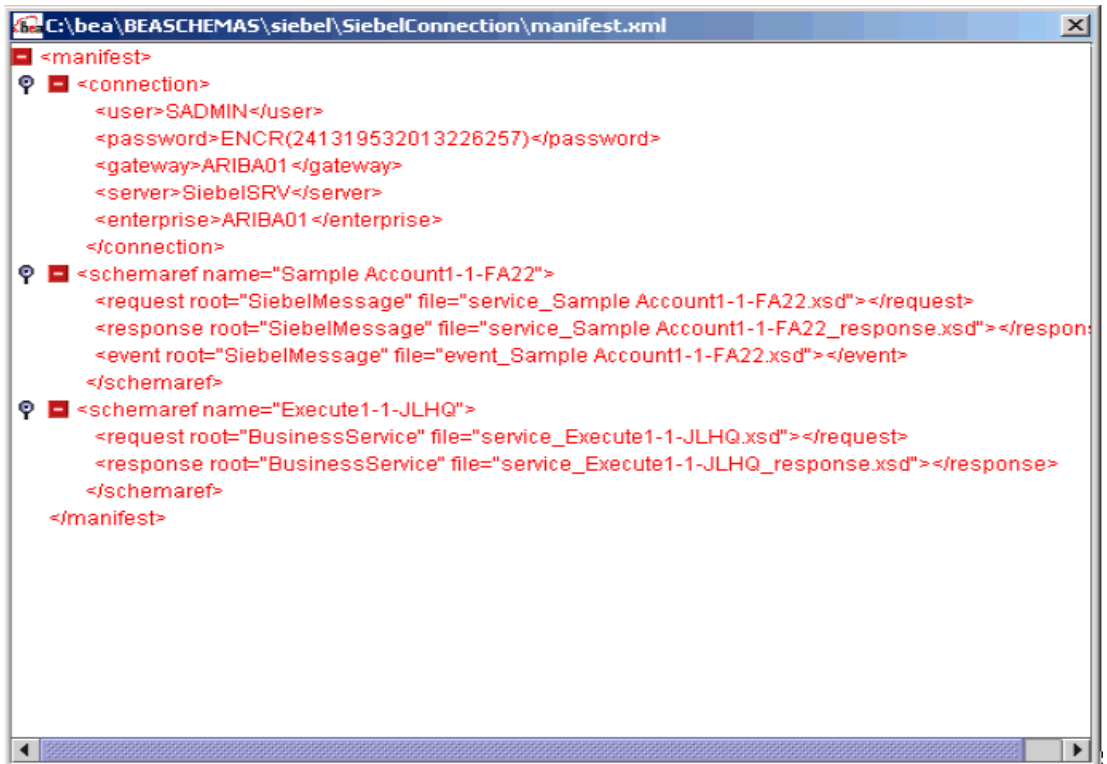 C:\bea\BEASCHEMAS\siebel\SiebelConnection\manifest.xml
<manifest>
<connection>
<user>SADMIN</user>
<password>ENCR(241319532013226257)</password>
<gateway>ARIBA01</gateway>
<server>SiebelSRV</server>
<enterprise>ARIBA01</enterprise>
</connection>
<schemaref name="Sample Account1-1-FA22">
<request root="SiebelMessage" file="service_Sample Account1-1-FA22.xsd"></request>
<response root="SiebelMessage" file="service_Sample Account1-1-FA22_response.xsd"></respon
<event root="SiebelMessage" file="event_Sample Account1-1-FA22.xsd"></event>
</schemaref>
<schemaref name="Execute1-1-JLHQ">
<request root="BusinessService" file="service_Execute1-1-JLHQ.xsd"></request>
<response root="BusinessService" file="service_Execute1-1-JLHQ_response.xsd"></response>
</schemaref>
</manifest>